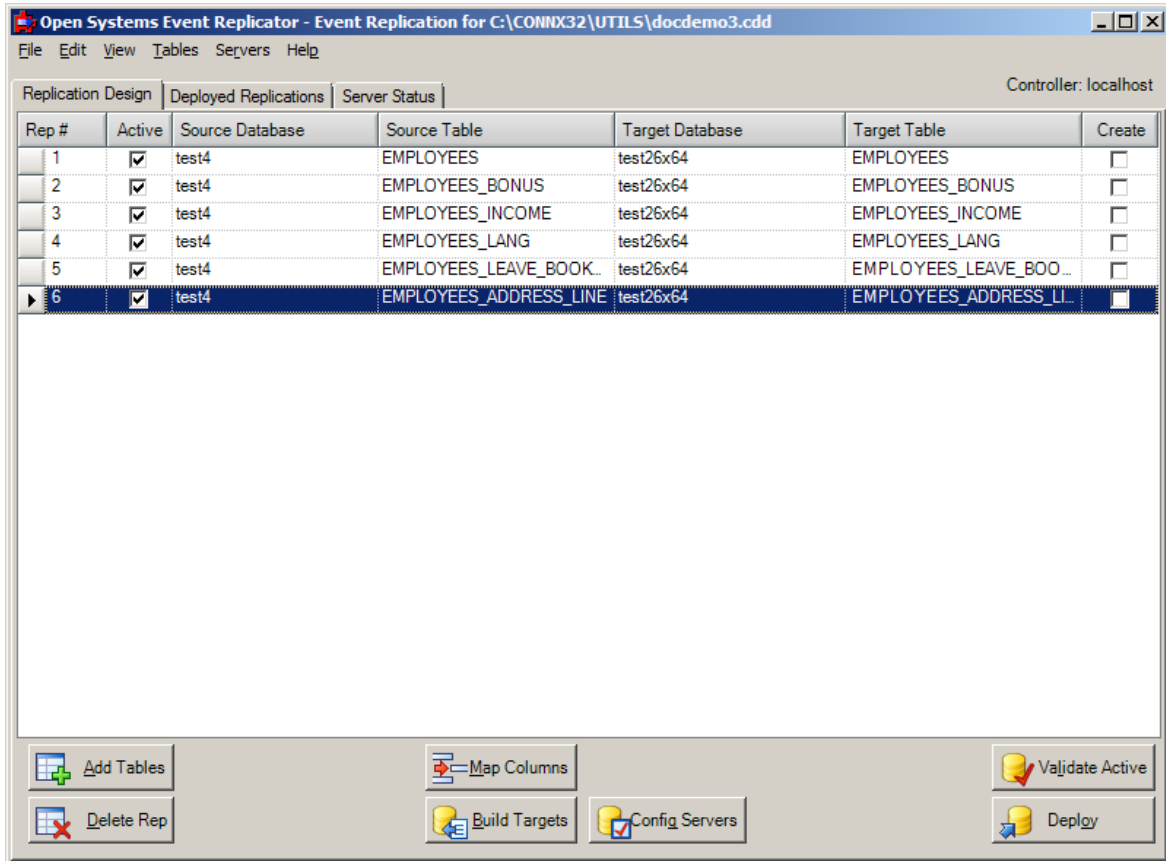 Open Systems Event Replicator - Event Replication for C:\CONNX32\UTILS\docdemo3.cdd
File Edit View Tables Servers Help
Controller: localhost
Replication Design Deployed Replications Server Status
Rep # Active Source Database Source Table Target Database Target Table Create
1 test4 EMPLOYEES test26x64 EMPLOYEES
2 test4 EMPLOYEES_BONUS test26x64 EMPLOYEES_BONUS
3 test4 EMPLOYEES_INCOME test26x64 EMPLOYEES_INCOME
4 test4 EMPLOYEES_LANG test26x64 EMPLOYEES_LANG
5 test4 EMPLOYEES_LEAVE_BOOK... test26x64 EMPLOYEES_LEAVE_BOO...
6 test4 EMPLOYEES_ADDRESS_LINE test26x64 EMPLOYEES_ADDRESS_LI...
Add Tables Map Columns Validate Active
Delete Rep Build Targets Config Servers Deploy